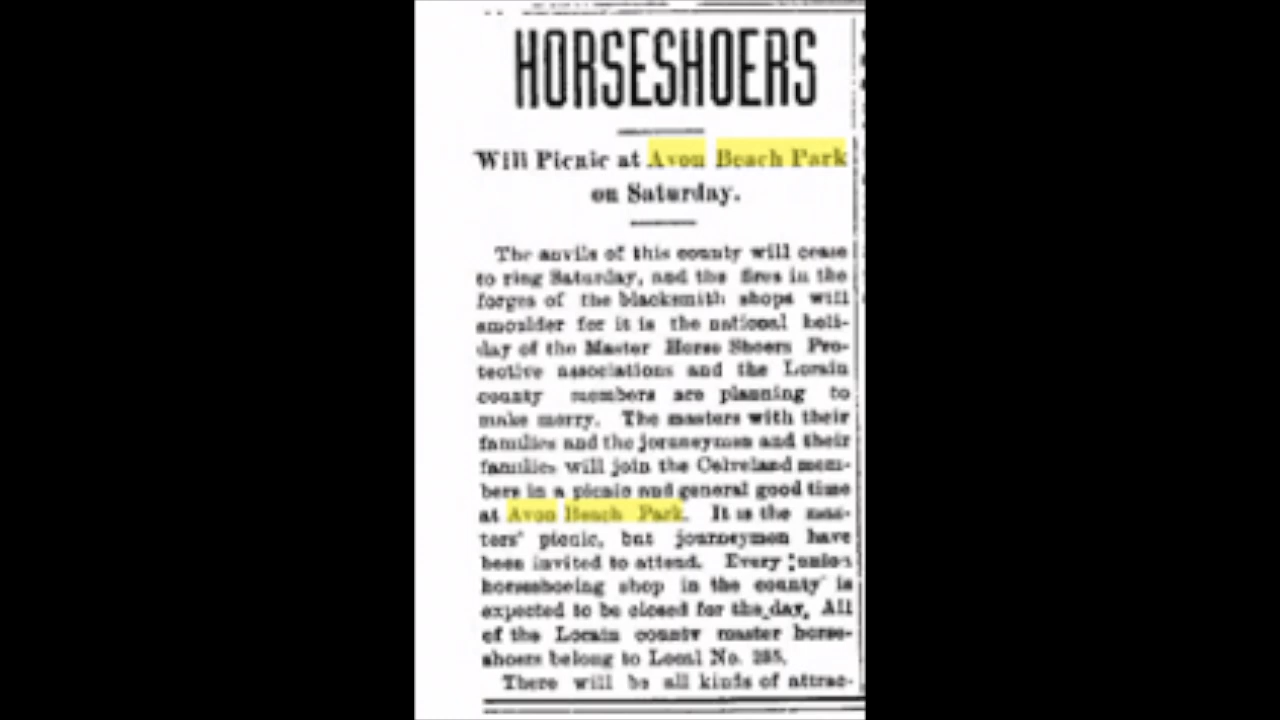 HORSESHOERS
Will Picnic at Avon Beach Park
on Saturday.
The anvils of this county will cease
to ring Saturday, and the fires in the
forges of the blacksmith shops will
smoulder for it is the national holi-
day of the Master Horse Shoers Pro-
tective associations and the Lorain
county members are planning to
make merry. The masters with their
families and the jorneymen and their
families will join the Celveland mem-
bers in a picnic and general good time
at Avon Beach Park. It is the mas-
ters' picnic, but journeymen have
been invited to attend. Every union
horseshoeing shop in the county is
expected to be closed for the day. All
of the Lorain county master horse-
shoers belong to Local No. 285.
There will be all kinds of attrac-